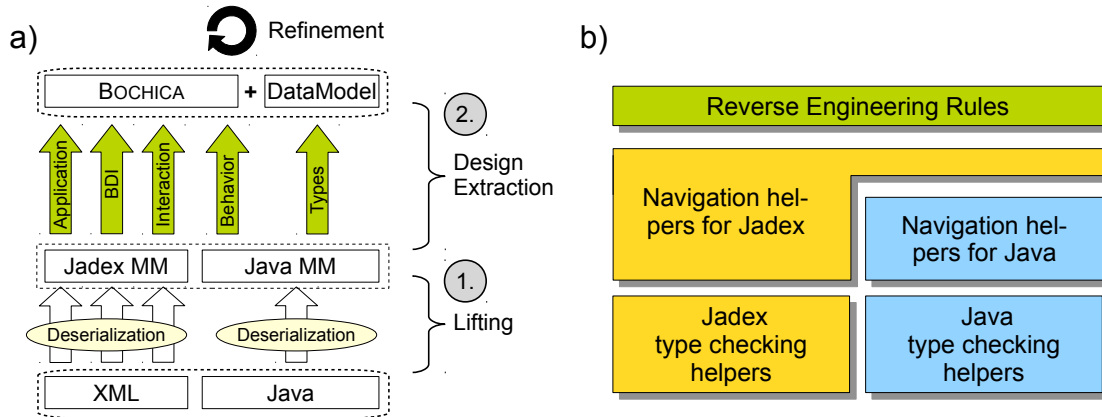 a)
Refinement
BOCHICA + DataModel
2.
Design
Extraction
Application
BDI
Interaction
Behavior
Types
Jadex MM
Java MM
1.
Lifting
Deserialization
Deserialization
XML
Java
b)
Reverse Engineering Rules
Navigation hel-
pers for Jadex
Navigation hel-
pers for Java
Jadex
type checking
helpers
Java
type checking
helpers